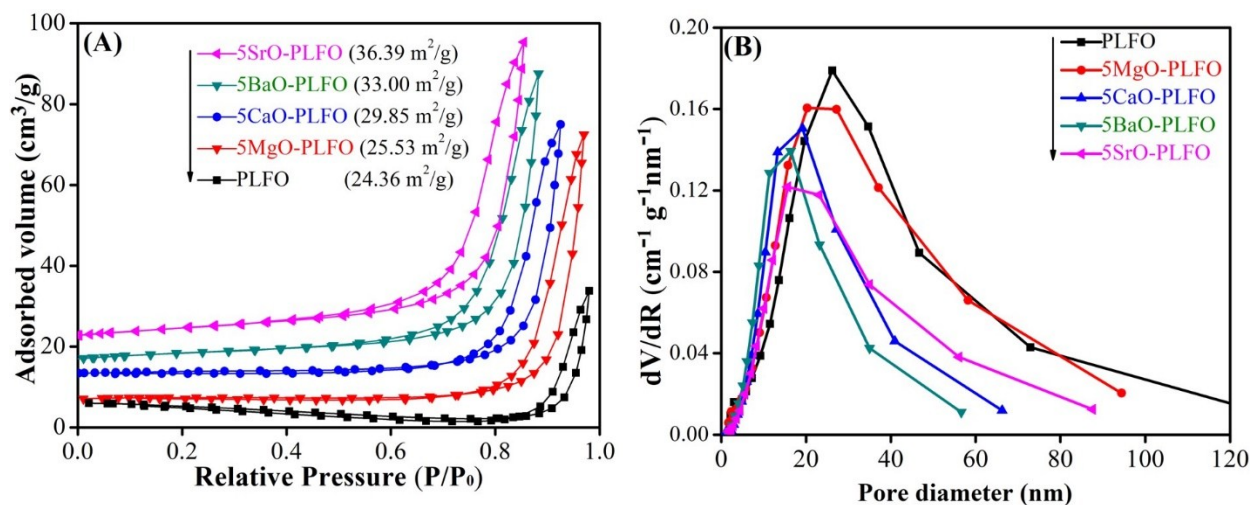 (A)
5SrO-PLFO (36.39 m²/g)
5BaO-PLFO (33.00 m²/g)
5CaO-PLFO (29.85 m²/g)
5MgO-PLFO (25.53 m²/g)
PLFO (24.36 m²/g)
Adsorbed volume (cm³/g)
100
80
60
40
20
0
0.0 0.2 0.4 0.6 0.8 1.0
Relative Pressure (P/P₀)
(B)
PLFO
5MgO-PLFO
5CaO-PLFO
5BaO-PLFO
5SrO-PLFO
dV/dR (cm⁻¹ g⁻¹nm⁻¹)
0.20
0.16
0.12
0.08
0.04
0.00
0 20 40 60 80 100 120
Pore diameter (nm)